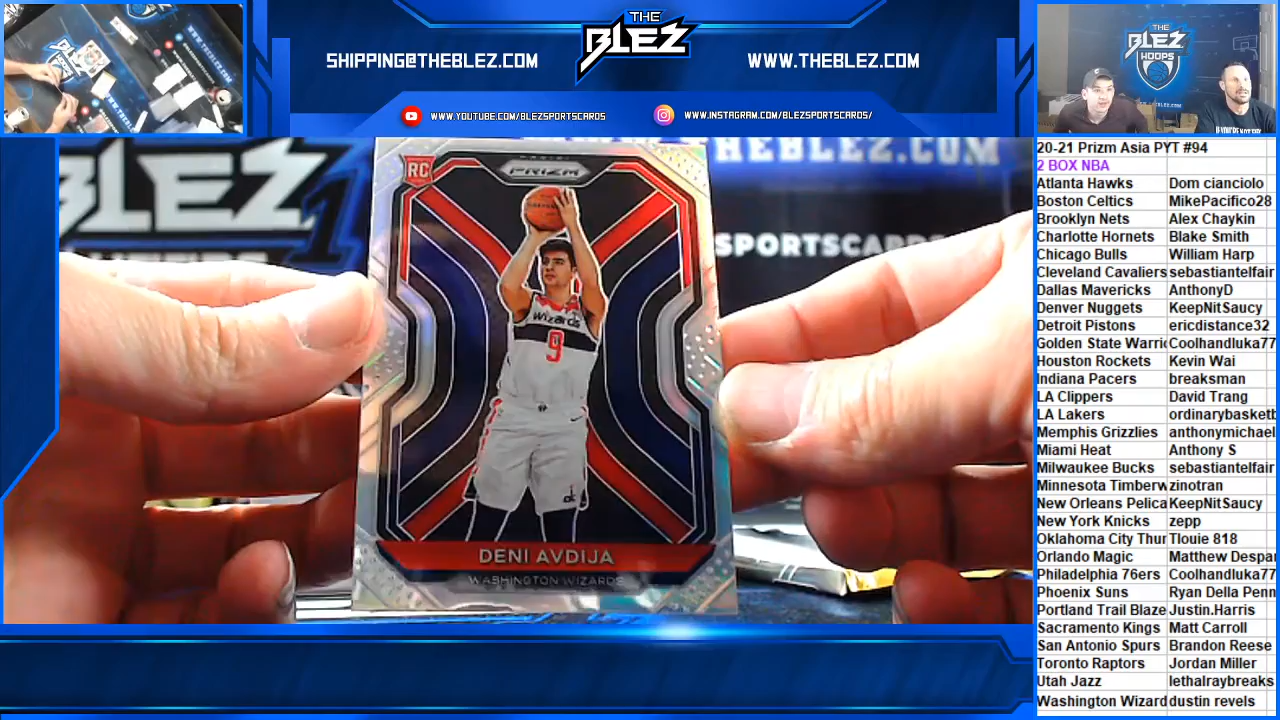 THE
BLEZ
SHIPPING@THEBLEZ.COM
WWW.THEBLEZ.COM
WWW.YOUTUBE.COM/BLEZSPORTSCARDS
WWW.INSTAGRAM.COM/BLEZSPORTSCARDS/
THE
BLEZ
HOOPS
BLEZ
THEBLEZ.COM
SPORTSCARDS
RC
PRIZM
Wizards
9
DENI AVDIJA
WASHINGTON WIZARDS
20-21 Prizm Asia PYT #94
2 BOX NBA
Atlanta Hawks Dom cianciolo
Boston Celtics MikePacifico28
Brooklyn Nets Alex Chaykin
Charlotte Hornets Blake Smith
Chicago Bulls William Harp
Cleveland Cavaliers sebastiantelfair
Dallas Mavericks AnthonyD
Denver Nuggets KeepNitSaucy
Detroit Pistons ericdistance32
Golden State Warrio Coolhandluka77
Houston Rockets Kevin Wai
Indiana Pacers breaksman
LA Clippers David Trang
LA Lakers ordinarybasketb
Memphis Grizzlies anthonymichael
Miami Heat Anthony S
Milwaukee Bucks sebastiantelfair
Minnesota Timberw zinotran
New Orleans Pelica KeepNitSaucy
New York Knicks zepp
Oklahoma City Thun Tlouie 818
Orlando Magic Matthew Despar
Philadelphia 76ers Coolhandluka77
Phoenix Suns Ryan Della Penn
Portland Trail Blaze Justin.Harris
Sacramento Kings Matt Carroll
San Antonio Spurs Brandon Reese
Toronto Raptors Jordan Miller
Utah Jazz lethalraybreaks
Washington Wizard dustin revels